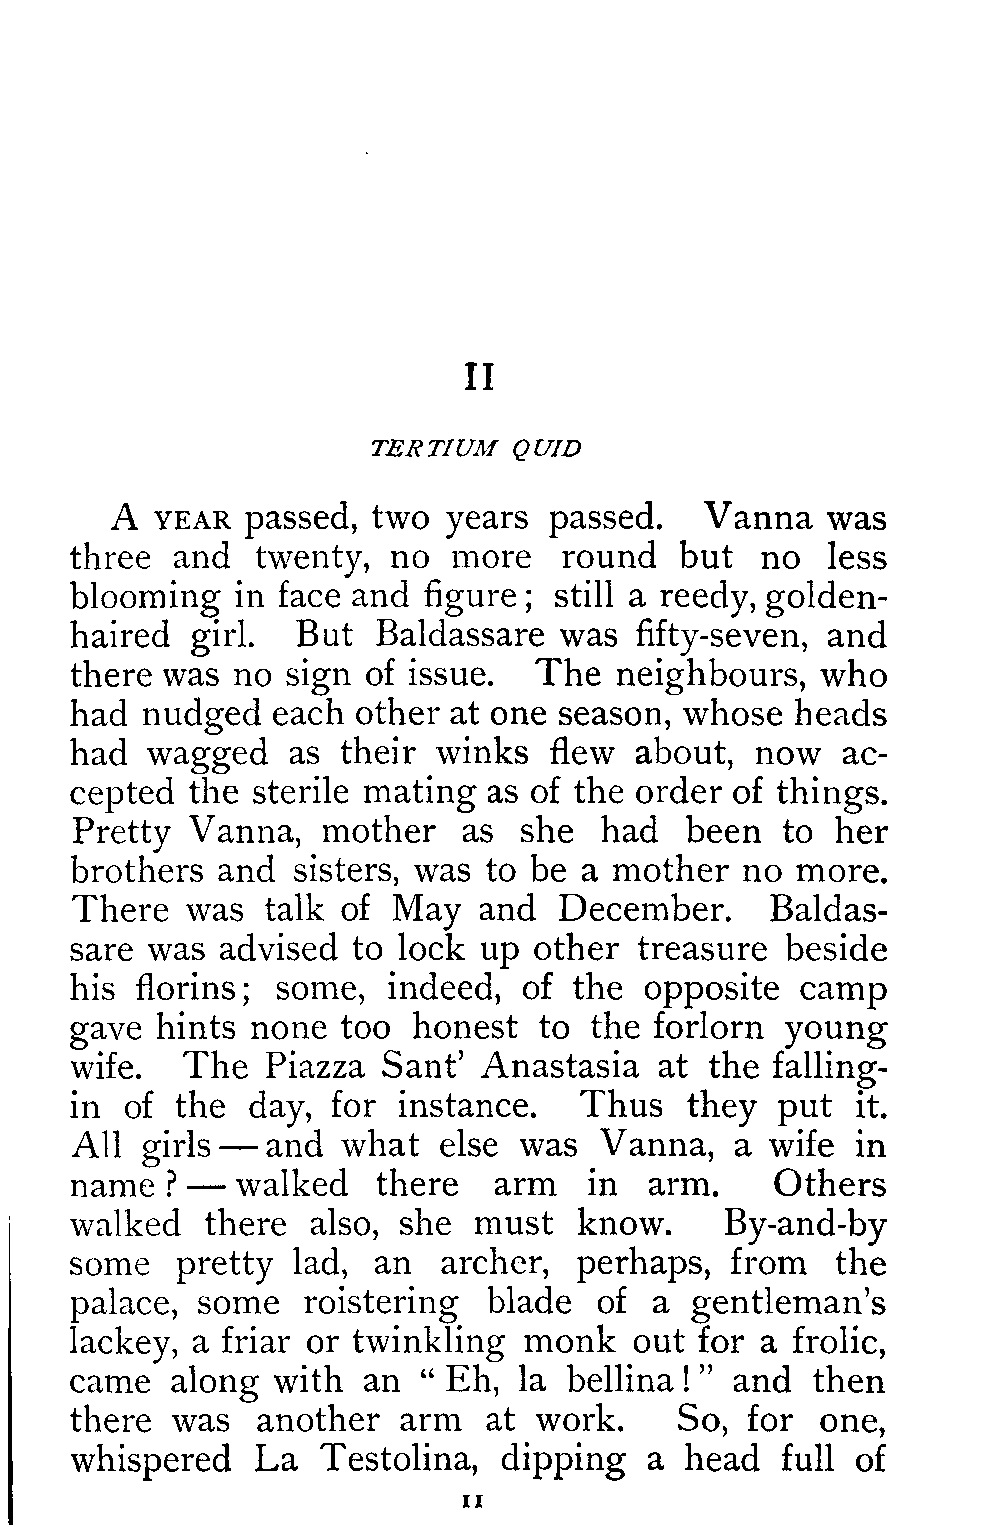 II
TERTIUM QUID
A YEAR passed, two years passed. Vanna was
three and twenty, no more round but no less
blooming in face and figure; still a reedy, golden-
haired girl. But Baldassare was fifty-seven, and
there was no sign of issue. The neighbours, who
had nudged each other at one season, whose heads
had wagged as their winks flew about, now ac-
cepted the sterile mating as of the order of things.
Pretty Vanna, mother as she had been to her
brothers and sisters, was to be a mother no more.
There was talk of May and December. Baldas-
sare was advised to lock up other treasure beside
his florins; some, indeed, of the opposite camp
gave hints none too honest to the forlorn young
wife. The Piazza Sant' Anastasia at the falling-
in of the day, for instance. Thus they put it.
All girls — and what else was Vanna, a wife in
name? — walked there arm in arm. Others
walked there also, she must know. By-and-by
some pretty lad, an archer, perhaps, from the
palace, some roistering blade of a gentleman's
lackey, a friar or twinkling monk out for a frolic,
came along with an "Eh, la bellina!" and then
there was another arm at work. So, for one,
whispered La Testolina, dipping a head full of
11